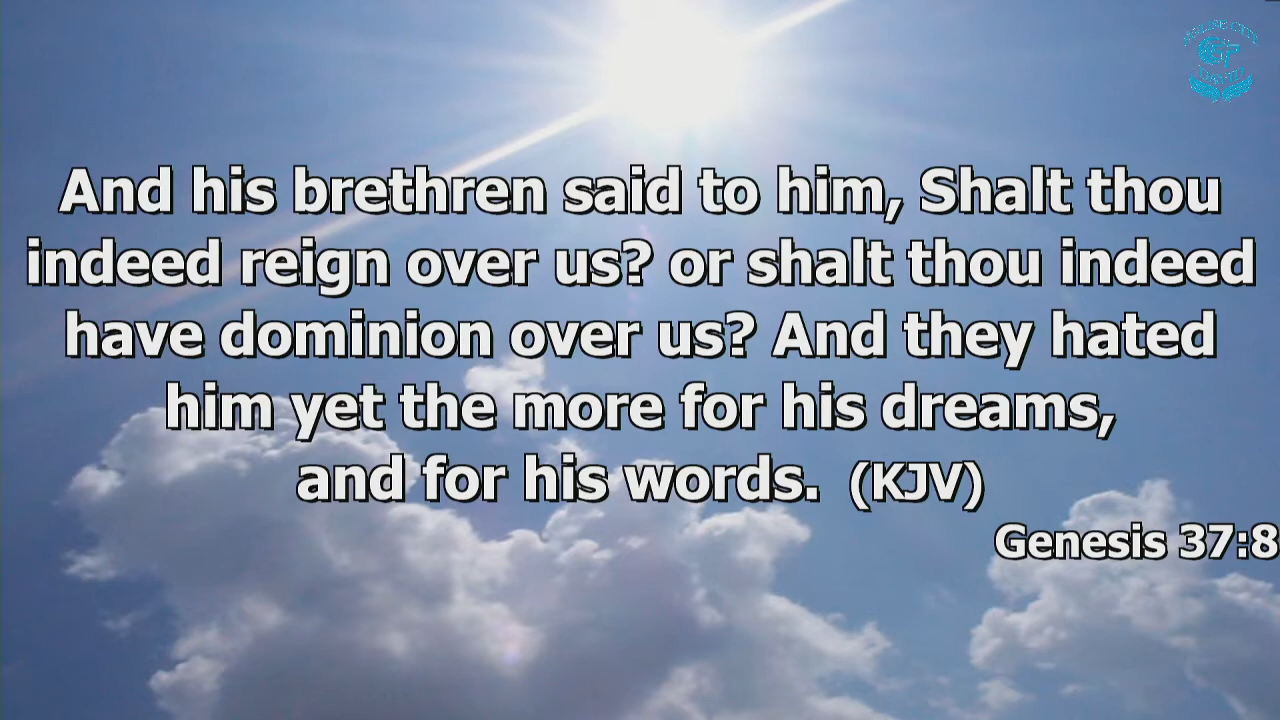 And his brethren said to him, Shalt thou
indeed reign over us? or shalt thou indeed
have dominion over us? And they hated
him yet the more for his dreams,
and for his words. (KJV)
Genesis 37:8